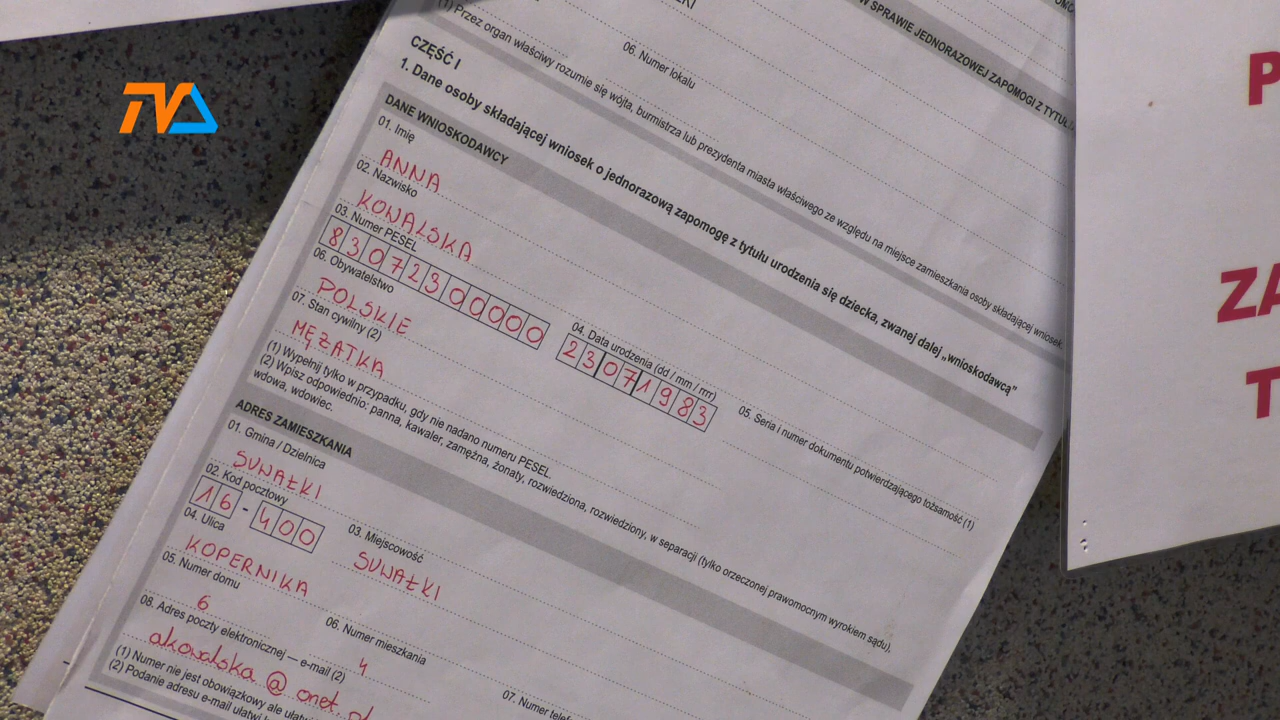 TVA
W SPRAWIE JEDNORAZOWEJ ZAPOMOGI Z TYTUŁU
06. Numer lokalu
(1) Przez organ właściwy rozumie się wójta, burmistrza lub prezydenta miasta właściwego ze względu na miejsce zamieszkania osoby składającej wniosek
CZĘŚĆ I
1. Dane osoby składającej wniosek o jednorazową zapomogę z tytułu urodzenia się dziecka, zwanej dalej „wnioskodawcą”
DANE WNIOSKODAWCY
01. Imię
ANNA
02. Nazwisko
KOWALSKA
03. Numer PESEL
83072300000
04. Data urodzenia (dd / mm / rrrr)
23071983
05. Seria i numer dokumentu potwierdzającego tożsamość (1)
06. Obywatelstwo
POLSKIE
07. Stan cywilny (2)
MĘŻATKA
(1) Wypełnij tylko w przypadku, gdy nie nadano numeru PESEL.
(2) Wpisz odpowiednio: panna, kawaler, zamężna, żonaty, rozwiedziona, rozwiedziony, w separacji (tylko orzeczonej prawomocnym wyrokiem sądu),
wdowa, wdowiec.
ADRES ZAMIESZKANIA
01. Gmina / Dzielnica
SUWAŁKI
02. Kod pocztowy
16-400
03. Miejscowość
SUWAŁKI
04. Ulica
KOPERNIKA
05. Numer domu
6
06. Numer mieszkania
4
07. Numer telef
08. Adres poczty elektronicznej — e-mail (2)
akowalska @ onet.pl
(1) Numer nie jest obowiązkowy ale ułatwi
(2) Podanie adresu e-mail ułatwi
P
ZA
T